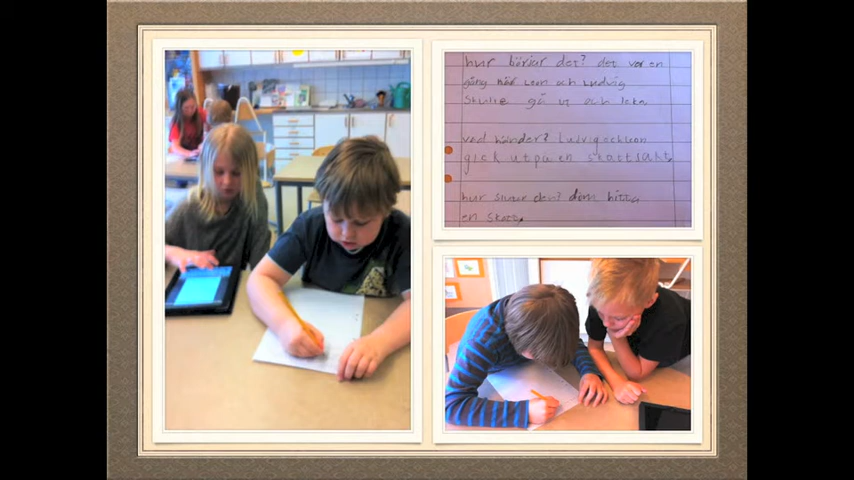 hur börjar det? det var en
gång när Leon och Ludvig
skulle gå ut och leka
vad händer? Ludvig och leon
gick ut på en skattjakt
hur slutar den? dom hitta
en skatt